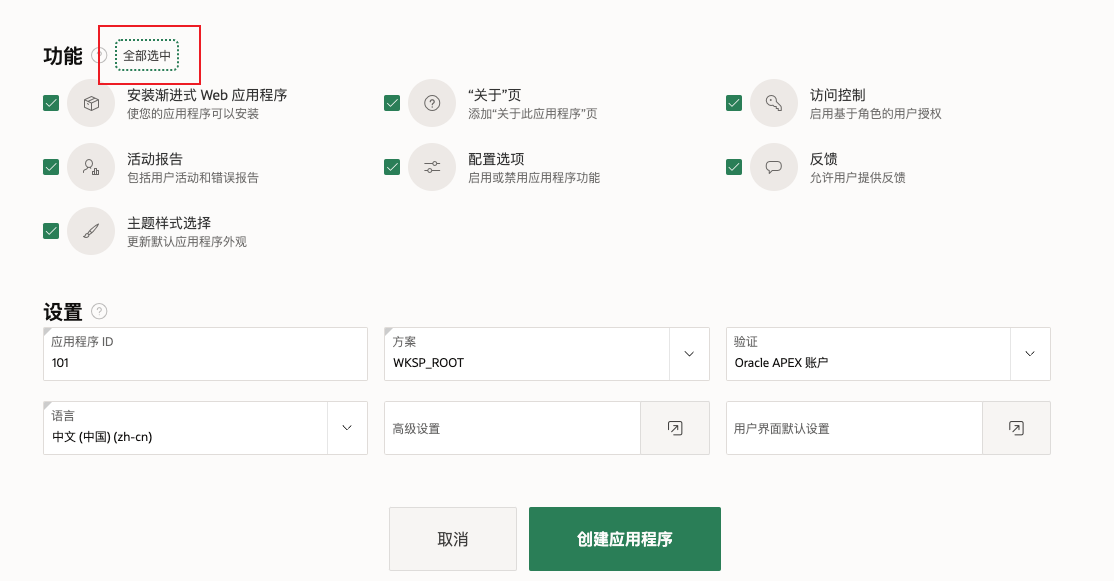 功能 ? 全部选中
安装渐进式 Web 应用程序
使您的应用程序可以安装
“关于”页
添加“关于此应用程序”页
访问控制
启用基于角色的用户授权
活动报告
包括用户活动和错误报告
配置选项
启用或禁用应用程序功能
反馈
允许用户提供反馈
主题样式选择
更新默认应用程序外观
设置 ?
应用程序 ID
101
方案
WKSP_ROOT
验证
Oracle APEX 账户
语言
中文 (中国) (zh-cn)
高级设置
用户界面默认设置
取消
创建应用程序